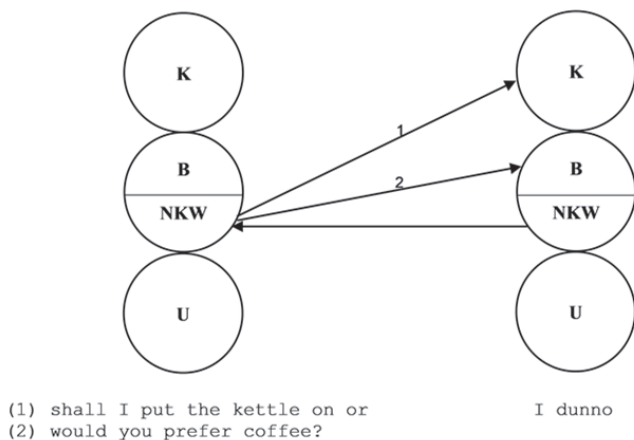 K K
1
B B
2
NKW NKW
U U
(1) shall I put the kettle on or I dunno
(2) would you prefer coffee?